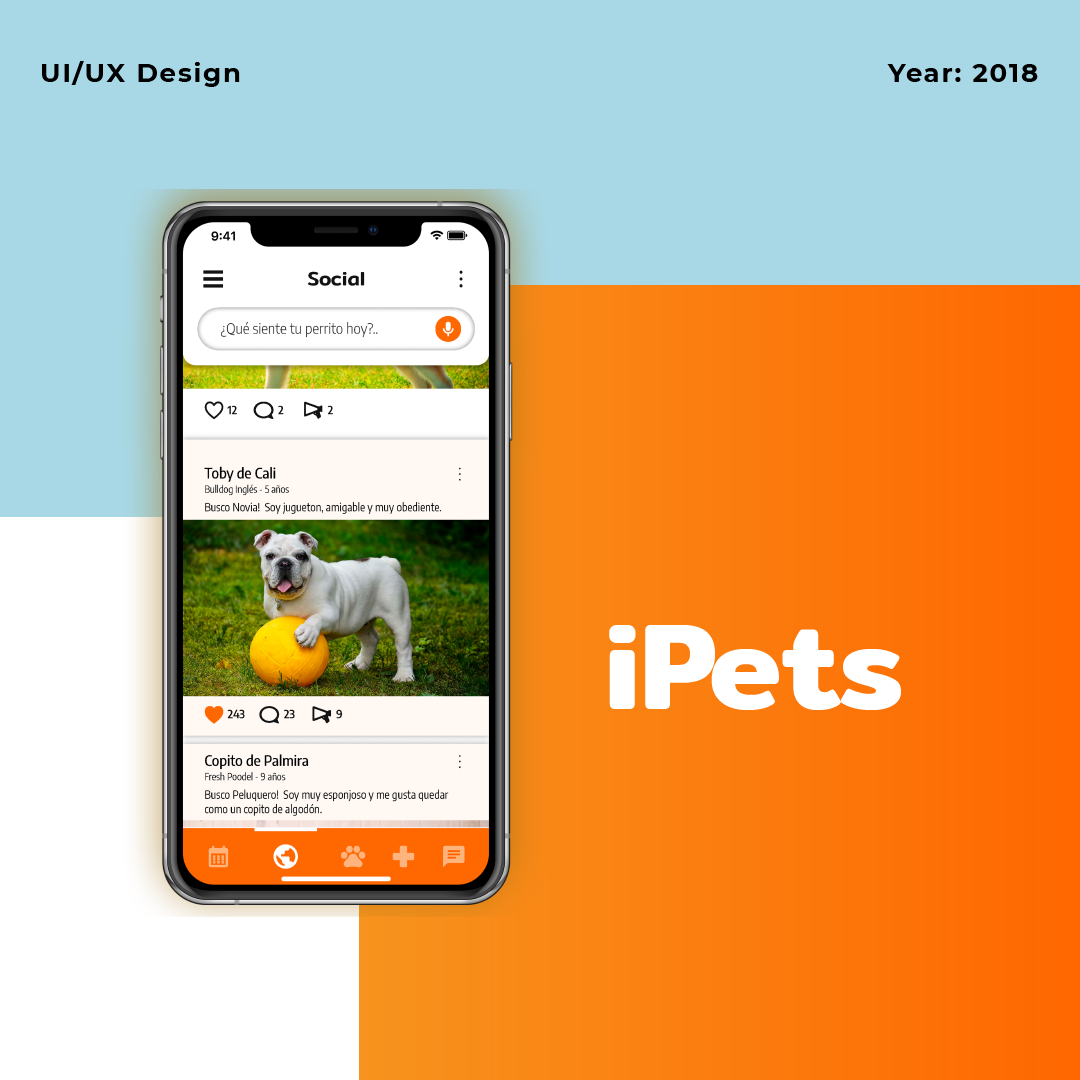 UI/UX Design
Year: 2018
9:41
Social
¿Qué siente tu perrito hoy?..
12 2 2
Toby de Cali
Bulldog Inglés - 5 años
Busco Novia! Soy jugueton, amigable y muy obediente.
243 23 9
Copito de Palmira
Fresh Poodel - 9 años
Busco Peluquero! Soy muy esponjoso y me gusta quedar
como un copito de algodón.
iPets